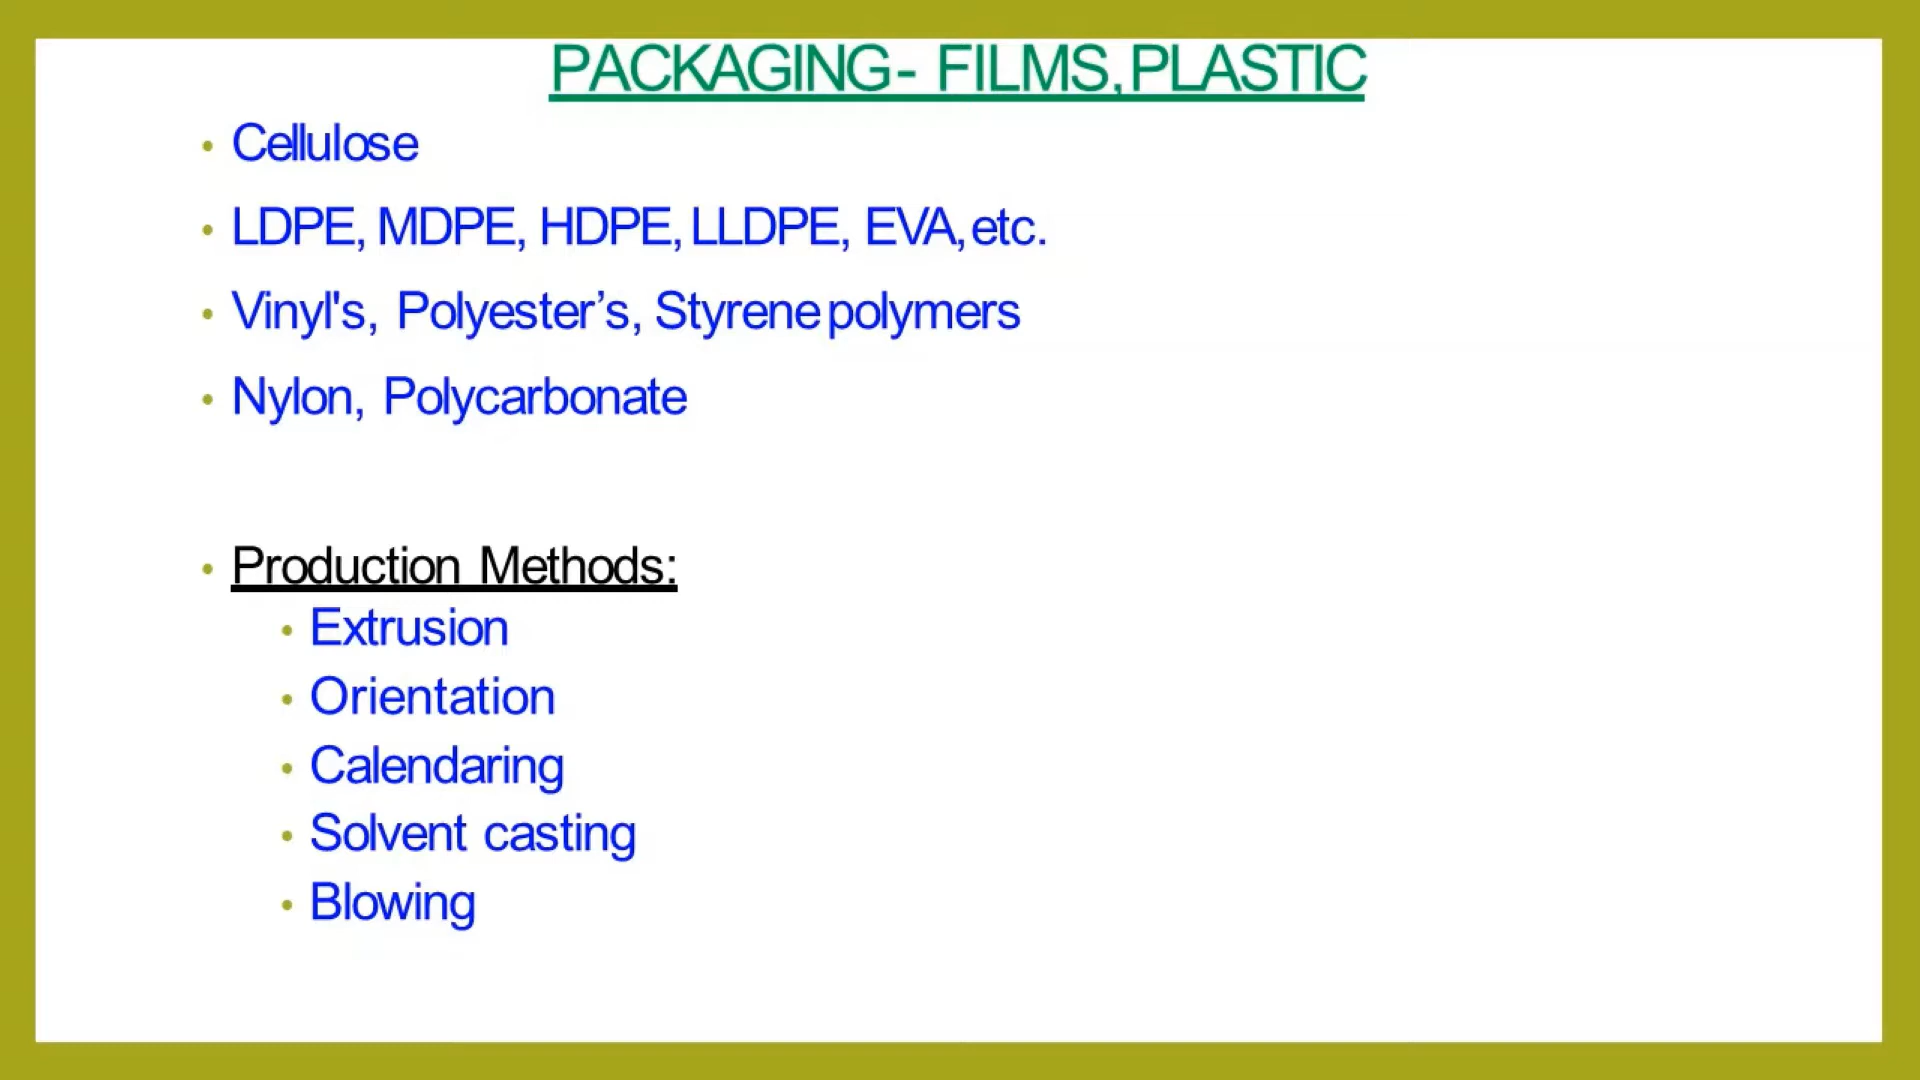 PACKAGING- FILMS,PLASTIC
• Cellulose
• LDPE, MDPE, HDPE, LLDPE, EVA, etc.
• Vinyl's, Polyester’s, Styrene polymers
• Nylon, Polycarbonate
• Production Methods:
• Extrusion
• Orientation
• Calendaring
• Solvent casting
• Blowing